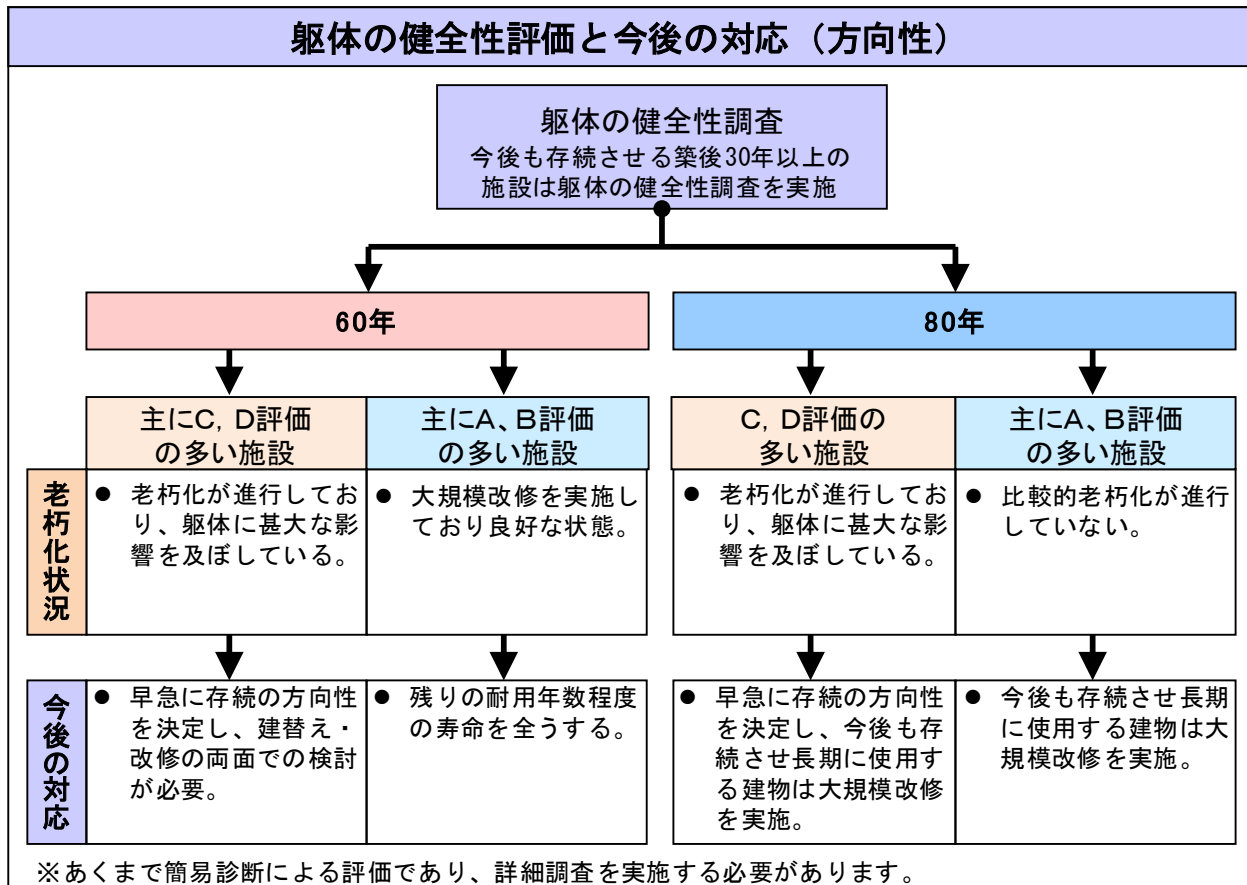 躯体の健全性評価と今後の対応（方向性）
躯体の健全性調査
今後も存続させる築後30年以上の
施設は躯体の健全性調査を実施
60年
80年
主にC，D評価
の多い施設
主にA、B評価
の多い施設
C，D評価の
多い施設
主にA、B評価
の多い施設
老朽化状況
● 老朽化が進行してお
り、躯体に甚大な影
響を及ぼしている。
● 大規模改修を実施し
ており良好な状態。
● 老朽化が進行してお
り、躯体に甚大な影
響を及ぼしている。
● 比較的老朽化が進行
していない。
今後の対応
● 早急に存続の方向性
を決定し、建替え・
改修の両面での検討
が必要。
● 残りの耐用年数程度
の寿命を全うする。
● 早急に存続の方向性
を決定し、今後も存
続させ長期に使用す
る建物は大規模改修
を実施。
● 今後も存続させ長期
に使用する建物は大
規模改修を実施。
※あくまで簡易診断による評価であり、詳細調査を実施する必要があります。